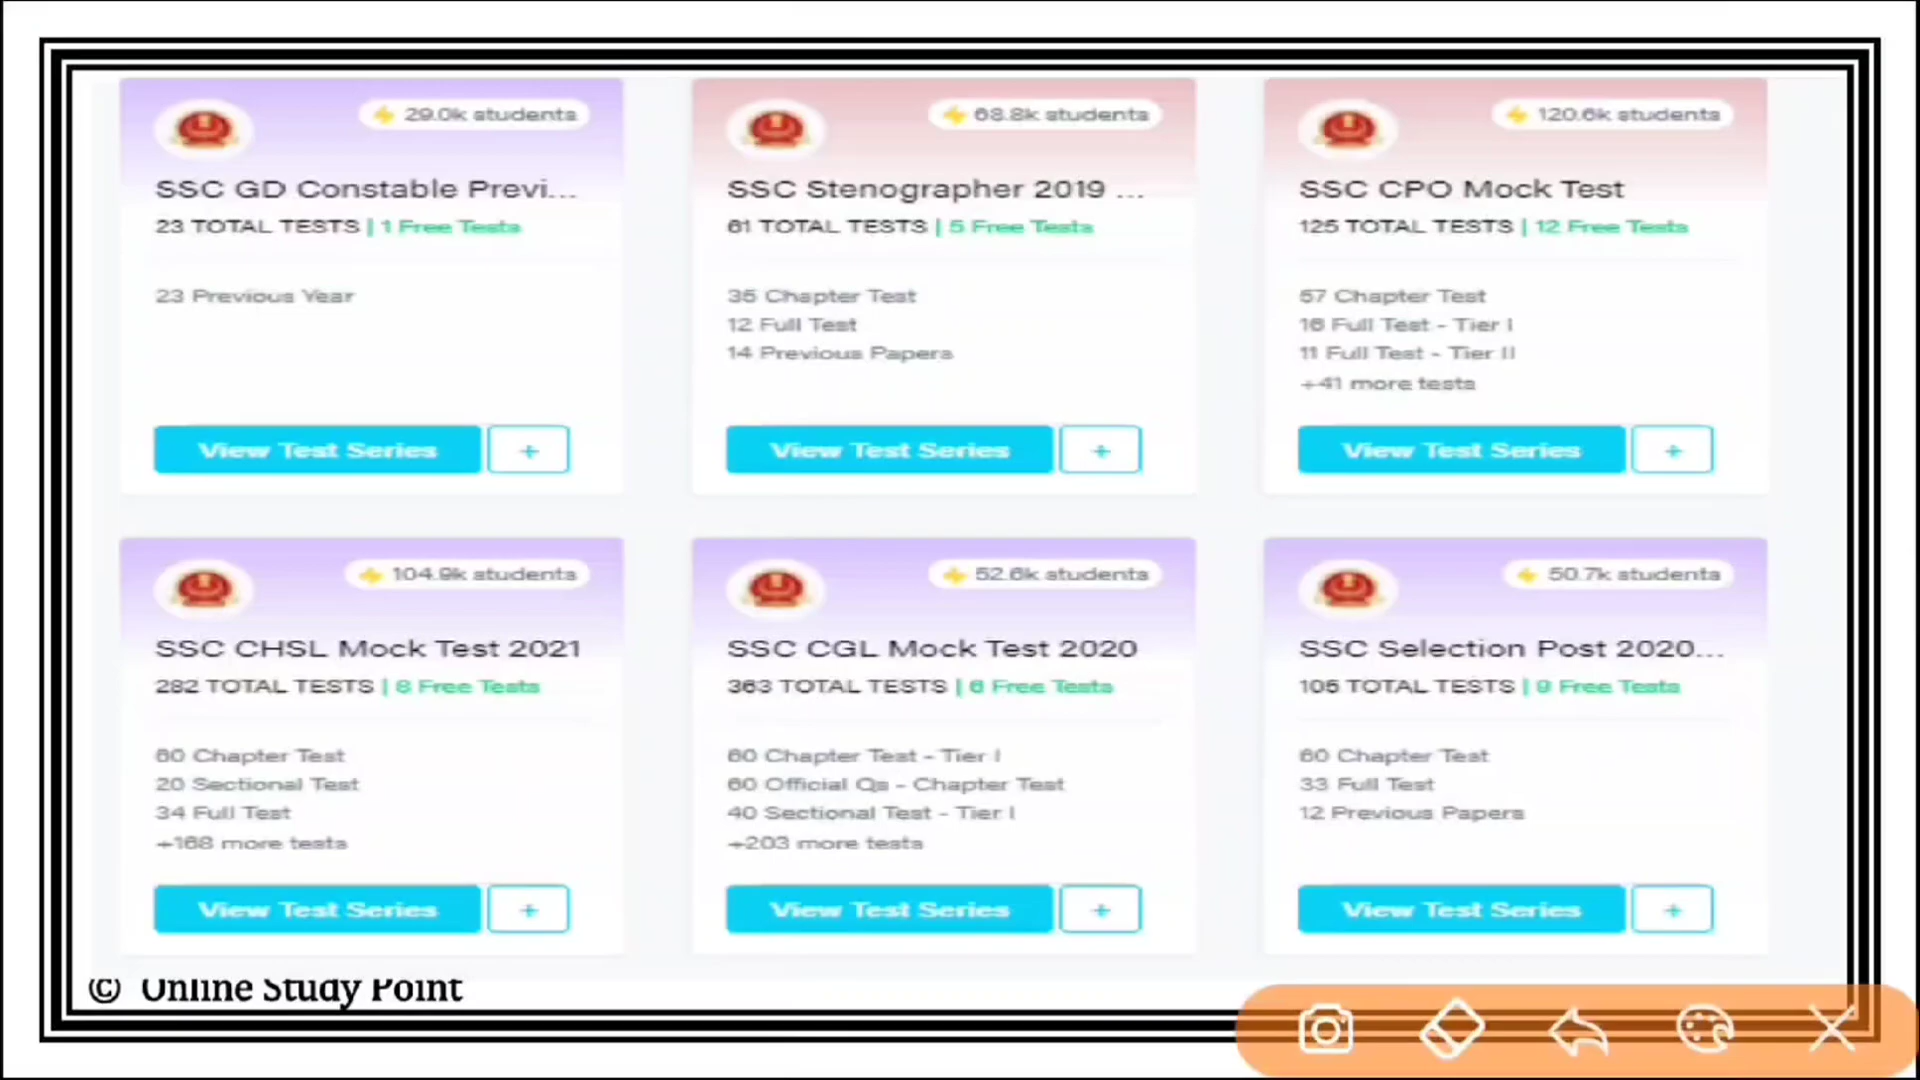 29.0k students
SSC GD Constable Previ...
23 TOTAL TESTS | 1 Free Tests
23 Previous Year
View Test Series +
68.8k students
SSC Stenographer 2019 ...
61 TOTAL TESTS | 5 Free Tests
35 Chapter Test
12 Full Test
14 Previous Papers
View Test Series +
120.6k students
SSC CPO Mock Test
125 TOTAL TESTS | 12 Free Tests
57 Chapter Test
16 Full Test - Tier I
11 Full Test - Tier II
+41 more tests
View Test Series +
104.9k students
SSC CHSL Mock Test 2021
282 TOTAL TESTS | 8 Free Tests
60 Chapter Test
20 Sectional Test
34 Full Test
+168 more tests
View Test Series +
52.6k students
SSC CGL Mock Test 2020
363 TOTAL TESTS | 6 Free Tests
60 Chapter Test - Tier I
60 Official Qs - Chapter Test
40 Sectional Test - Tier I
+203 more tests
View Test Series +
50.7k students
SSC Selection Post 2020...
105 TOTAL TESTS | 9 Free Tests
60 Chapter Test
33 Full Test
12 Previous Papers
View Test Series +
© Online Study Point